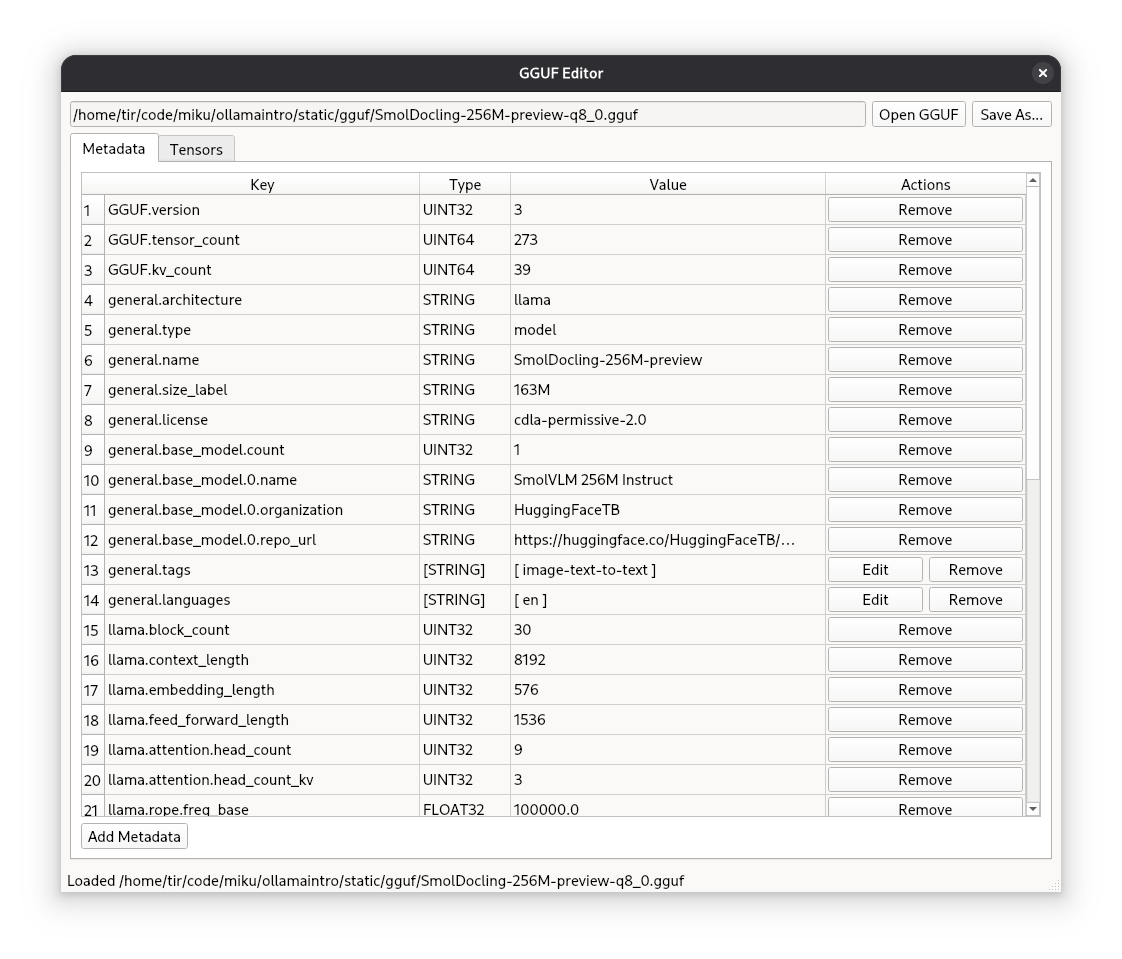 GGUF Editor
/home/tir/code/miku/ollamaintro/static/gguf/SmolDocling-256M-preview-q8_0.gguf Open GGUF Save As...
Metadata Tensors
Key Type Value Actions
1 GGUF.version UINT32 3 Remove
2 GGUF.tensor_count UINT64 273 Remove
3 GGUF.kv_count UINT64 39 Remove
4 general.architecture STRING llama Remove
5 general.type STRING model Remove
6 general.name STRING SmolDocling-256M-preview Remove
7 general.size_label STRING 163M Remove
8 general.license STRING cdla-permissive-2.0 Remove
9 general.base_model.count UINT32 1 Remove
10 general.base_model.0.name STRING SmolVLM 256M Instruct Remove
11 general.base_model.0.organization STRING HuggingFaceTB Remove
12 general.base_model.0.repo_url STRING https://huggingface.co/HuggingFaceTB/... Remove
13 general.tags [STRING] [ image-text-to-text ] Edit Remove
14 general.languages [STRING] [ en ] Edit Remove
15 llama.block_count UINT32 30 Remove
16 llama.context_length UINT32 8192 Remove
17 llama.embedding_length UINT32 576 Remove
18 llama.feed_forward_length UINT32 1536 Remove
19 llama.attention.head_count UINT32 9 Remove
20 llama.attention.head_count_kv UINT32 3 Remove
21 llama.rope.freq_base FLOAT32 100000.0 Remove
Add Metadata
Loaded /home/tir/code/miku/ollamaintro/static/gguf/SmolDocling-256M-preview-q8_0.gguf